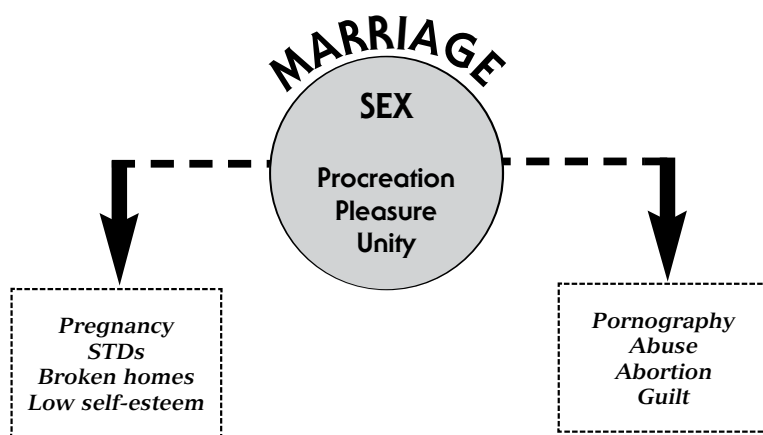 MARRIAGE
SEX
Procreation
Pleasure
Unity
Pregnancy
STDs
Broken homes
Low self-esteem
Pornography
Abuse
Abortion
Guilt